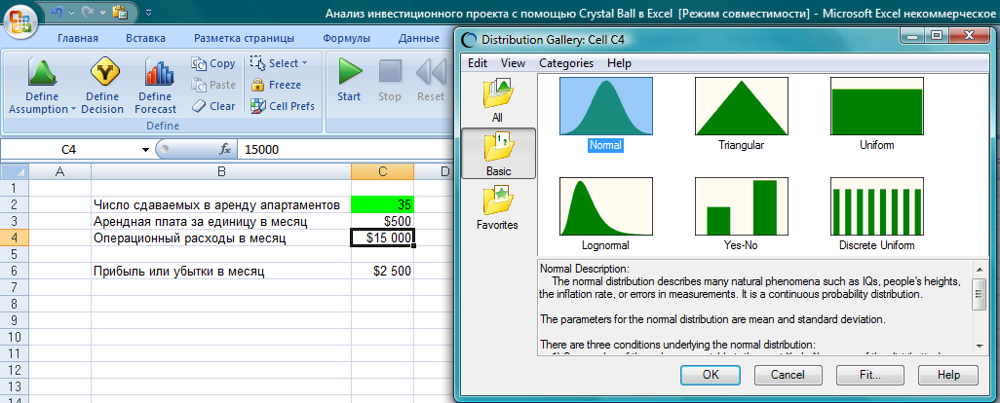 Анализ инвестиционного проекта с помощью Crystal Ball в Excel [Режим совместимости] - Microsoft Excel некоммерческое
Главная Вставка Разметка страницы Формулы Данные
Define Assumption
Define Decision
Define Forecast
Copy
Paste
Clear
Select
Freeze
Cell Prefs
Define
Start
Stop
Reset
C4 fx 15000
A B C D
1
2 Число сдаваемых в аренду апартаментов 35
3 Арендная плата за единицу в месяц $500
4 Операционный расходы в месяц $15 000
5
6 Прибыль или убытки в месяц $2 500
7
8
9
10
11
12
13
14
Distribution Gallery: Cell C4
Edit View Categories Help
All
Basic
Favorites
Normal Triangular Uniform
Lognormal Yes-No Discrete Uniform
Normal Description:
The normal distribution describes many natural phenomena such as IQs, people's heights,
the inflation rate, or errors in measurements. It is a continuous probability distribution.
The parameters for the normal distribution are mean and standard deviation.
There are three conditions underlying the normal distribution:
OK Cancel Fit... Help